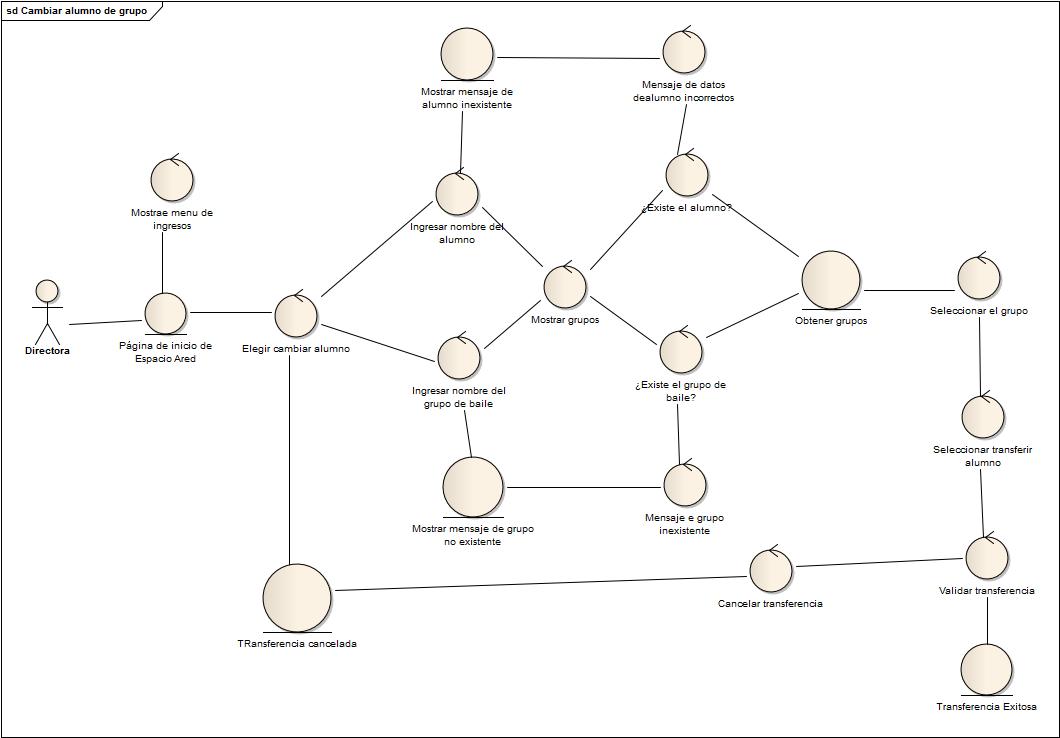 sd Cambiar alumno de grupo
Mostrar mensaje de
alumno inexistente
Mensaje de datos
dealumno incorrectos
Mostrae menu de
ingresos
Ingresar nombre del
alumno
¿Existe el alumno?
Directora
Página de inicio de
Espacio Ared
Elegir cambiar alumno
Mostrar grupos
Obtener grupos
Seleccionar el grupo
Ingresar nombre del
grupo de baile
¿Existe el grupo de
baile?
Seleccionar transferir
alumno
Mostrar mensaje de grupo
no existente
Mensaje e grupo
inexistente
Cancelar transferencia
Validar transferencia
TRansferencia cancelada
Transferencia Exitosa